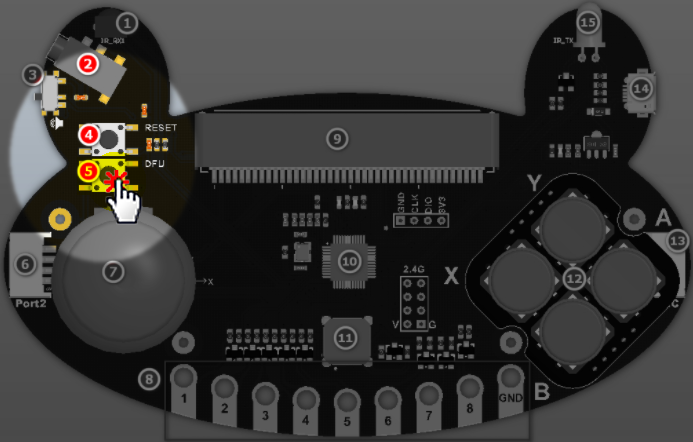 1
IR_RX1
2
3
4
RESET
5
DFU
6
Port2
7
X
8
9
GND
CLK
DIO
3V3
10
2.4G
V
G
11
15
IR_TX
14
Y
A
13
X
12
C
B
1
2
3
4
5
6
7
8
GND